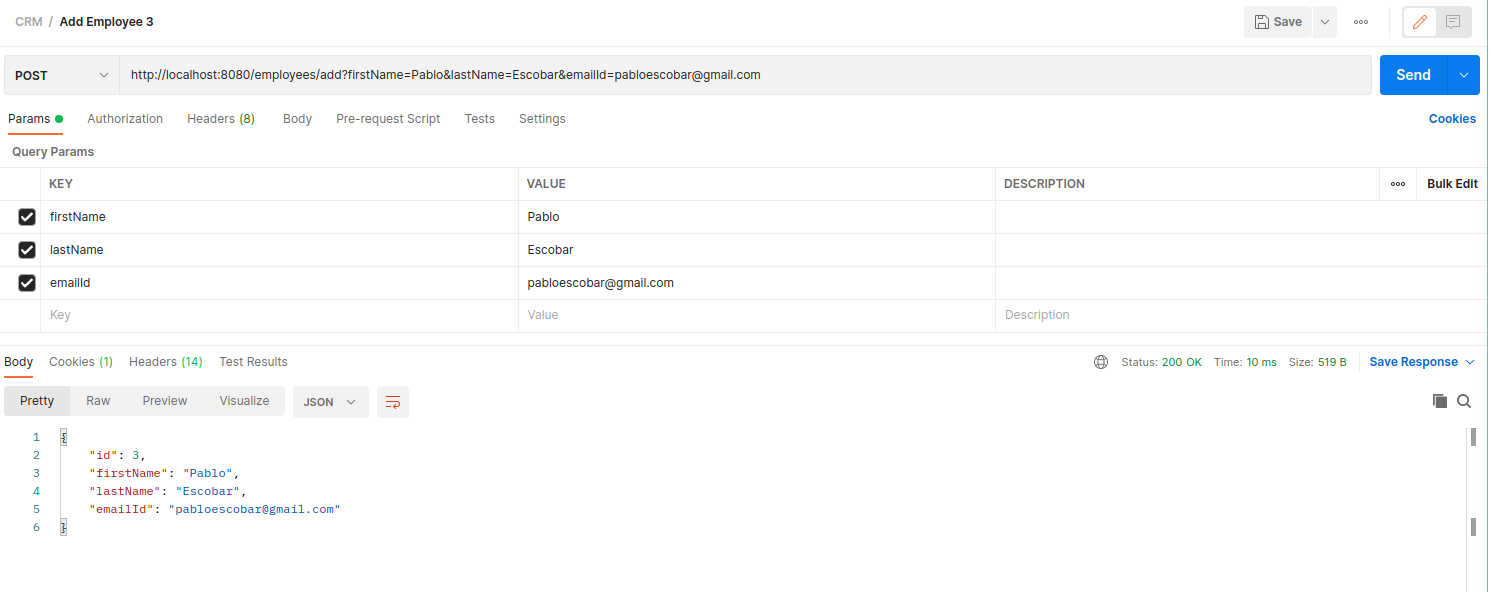 CRM / Add Employee 3 Save
POST http://localhost:8080/employees/add?firstName=Pablo&lastName=Escobar&emailId=pabloescobar@gmail.com Send
Params Authorization Headers (8) Body Pre-request Script Tests Settings Cookies
Query Params
KEY VALUE DESCRIPTION Bulk Edit
firstName Pablo
lastName Escobar
emailId pabloescobar@gmail.com
Key Value Description
Body Cookies (1) Headers (14) Test Results Status: 200 OK Time: 10 ms Size: 519 B Save Response
Pretty Raw Preview Visualize JSON
1 {
2 "id": 3,
3 "firstName": "Pablo",
4 "lastName": "Escobar",
5 "emailId": "pabloescobar@gmail.com"
6 }